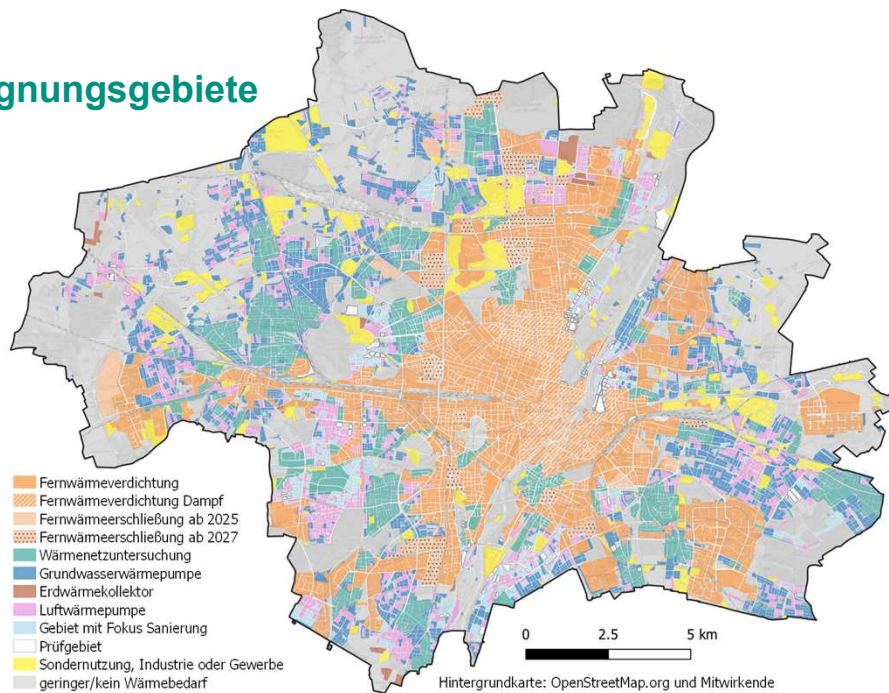 gnungsgebiete
Fernwärmeverdichtung
Fernwärmeverdichtung Dampf
Fernwärmeerschließung ab 2025
Fernwärmeerschließung ab 2027
Wärmenetzuntersuchung
Grundwasserwärmepumpe
Erdwärmekollektor
Luftwärmepumpe
Gebiet mit Fokus Sanierung
Prüfgebiet
Sondernutzung, Industrie oder Gewerbe
geringer/kein Wärmebedarf
0 2.5 5 km
Hintergrundkarte: OpenStreetMap.org und Mitwirkende